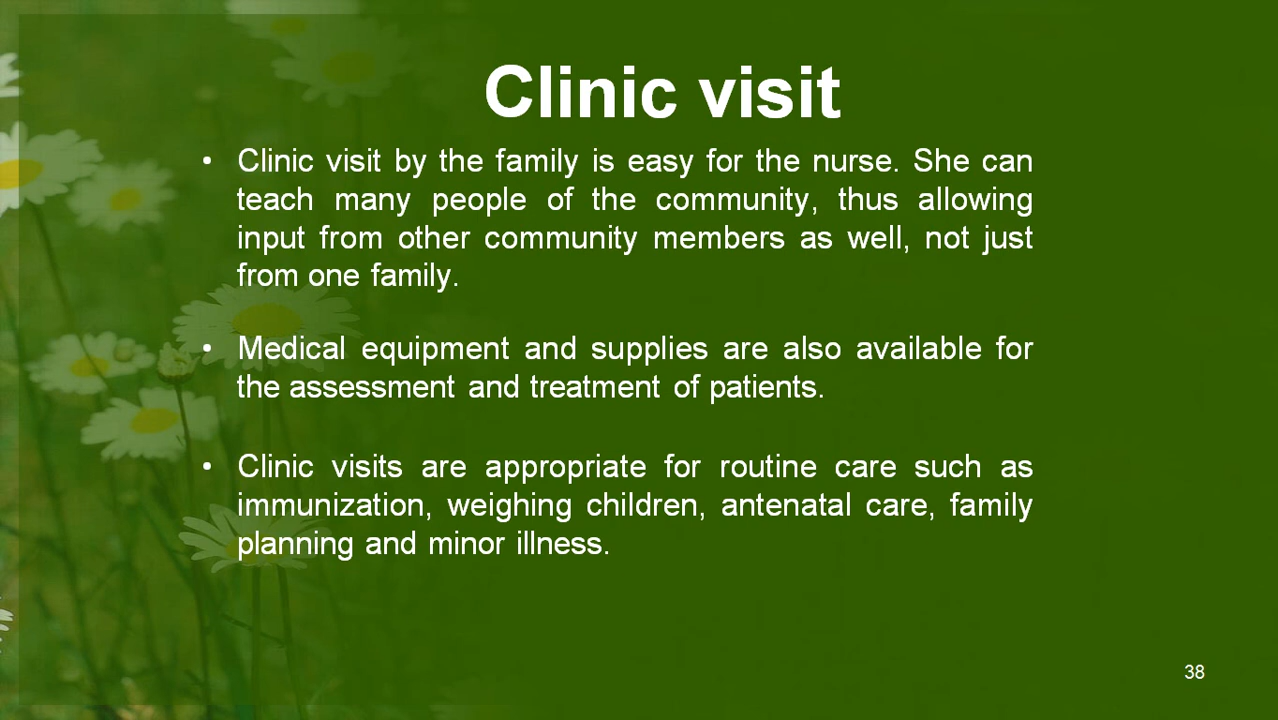 Clinic visit
• Clinic visit by the family is easy for the nurse. She can
teach many people of the community, thus allowing
input from other community members as well, not just
from one family.
• Medical equipment and supplies are also available for
the assessment and treatment of patients.
• Clinic visits are appropriate for routine care such as
immunization, weighing children, antenatal care, family
planning and minor illness.
38